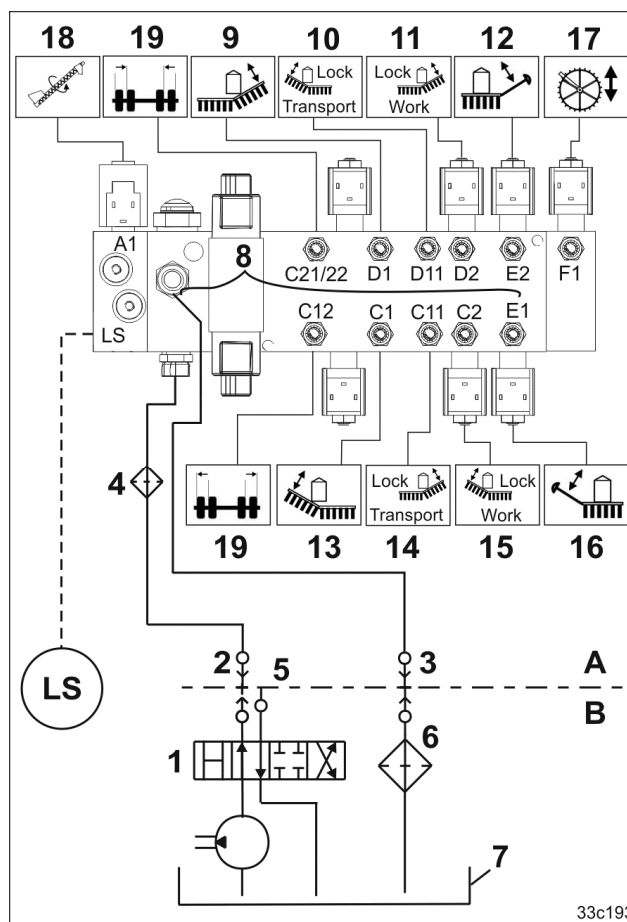 18 19 9 10 11 12 17
Lock
Transport
Lock
Work
A1
8
C21/22 D1 D11 D2 E2 F1
LS
C12 C1 C11 C2 E1
4
Lock
Transport
Lock
Work
19 13 14 15 16
LS
2 5 3 A
B
1 6
7
33c193